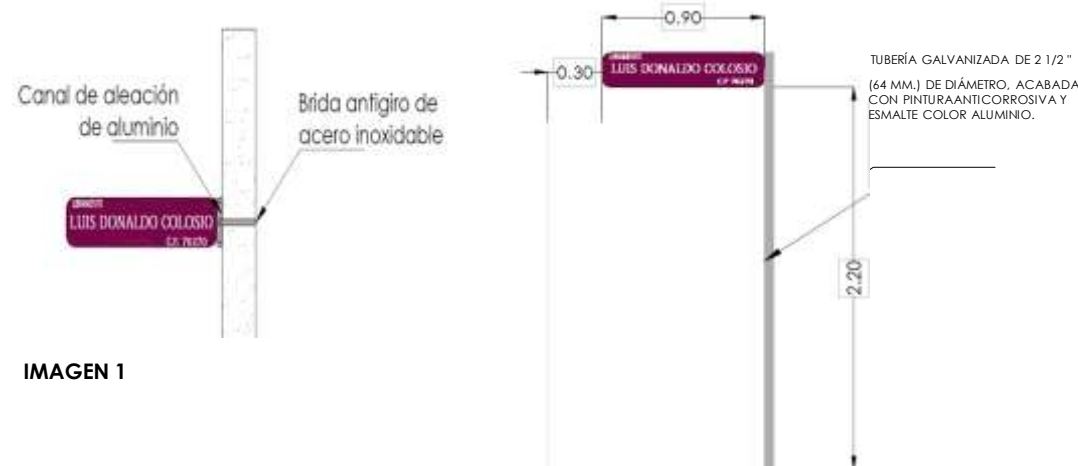 Canal de aleación
de aluminio
Brida antigiro de
acero inoxidable
LUIS DONALDO COLOSIO
IMAGEN 1
0.90
0.30
LUIS DONALDO COLOSIO
TUBERÍA GALVANIZADA DE 2 1/2 "
(64 MM.) DE DIÁMETRO, ACABADA
CON PINTURAANTICORROSIVA Y
ESMALTE COLOR ALUMINIO.
2.20